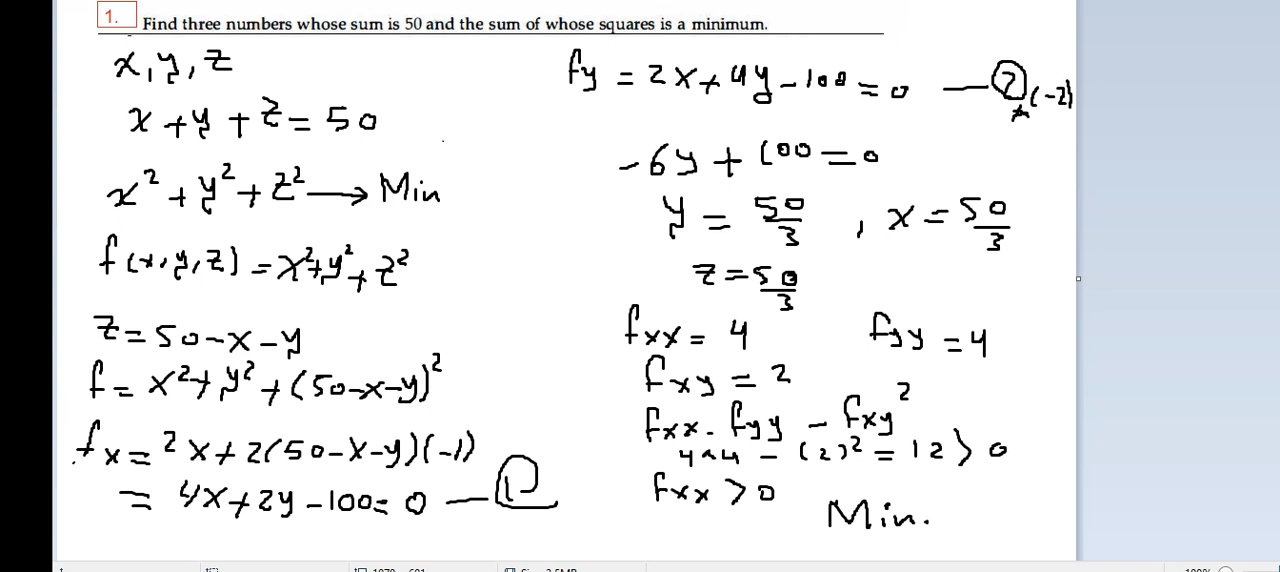 1. Find three numbers whose sum is 50 and the sum of whose squares is a minimum.
x, y, z
x + y + z = 50
x² + y² + z² → Min
f(x, y, z) = x² + y² + z²
z = 50 - x - y
f = x² + y² + (50-x-y)²
fx = 2x + 2(50-x-y)(-1)
= 4x + 2y - 100 = 0 — ①
fy = 2x + 4y - 100 = 0 — ② * (-2)
-6y + 100 = 0
y = 50/3 , x = 50/3
z = 50/3
fxx = 4 fyy = 4
fxy = 2
fxx . fyy - fxy²
4*4 - (2)² = 12 > 0
fxx > 0
Min.